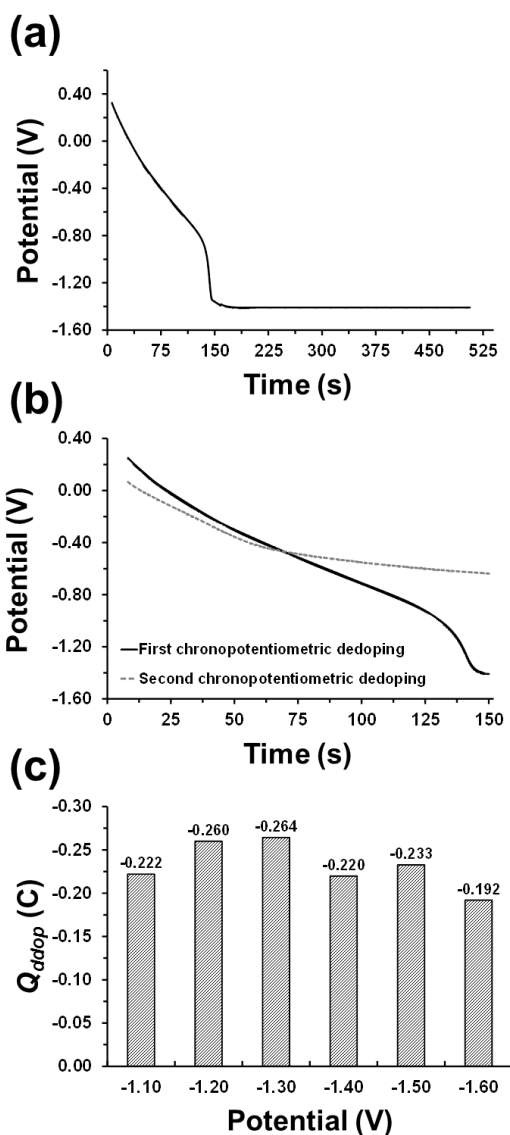 (a)
Potential (V)
0.40
0.00
-0.40
-0.80
-1.20
-1.60
0 75 150 225 300 375 450 525
Time (s)
(b)
Potential (V)
0.40
0.00
-0.40
-0.80
-1.20
-1.60
First chronopotentiometric dedoping
Second chronopotentiometric dedoping
0 25 50 75 100 125 150
Time (s)
(c)
Qddop (C)
-0.30
-0.25
-0.20
-0.15
-0.10
-0.05
0.00
-0.222 -0.260 -0.264 -0.220 -0.233 -0.192
-1.10 -1.20 -1.30 -1.40 -1.50 -1.60
Potential (V)